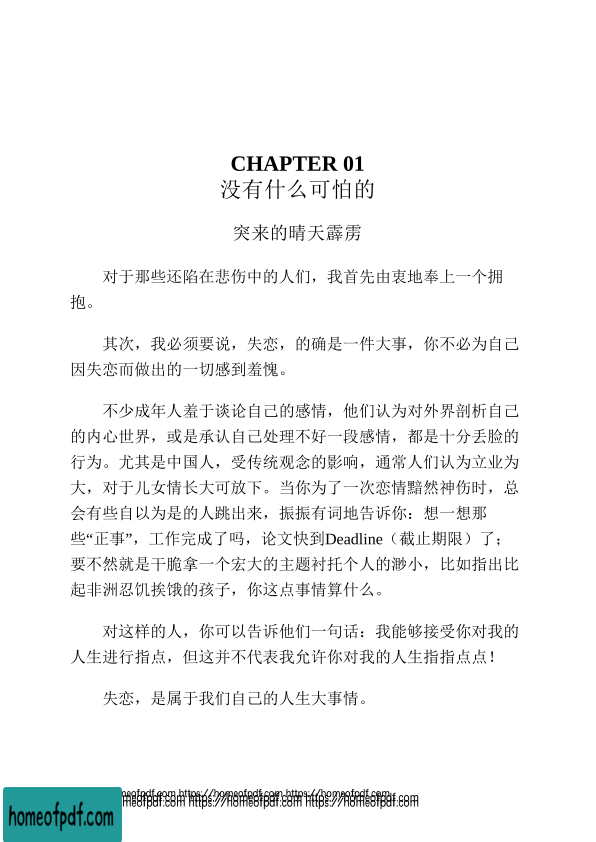 CHAPTER 01
没有什么可怕的
突来的晴天霹雳
对于那些还陷在悲伤中的人们，我首先由衷地奉上一个拥
抱。
其次，我必须要说，失恋，的确是一件大事，你不必为自己
因失恋而做出的一切感到羞愧。
不少成年人羞于谈论自己的感情，他们认为对外界剖析自己
的内心世界，或是承认自己处理不好一段感情，都是十分丢脸的
行为。尤其是中国人，受传统观念的影响，通常人们认为立业为
大，对于儿女情长大可放下。当你为了一次恋情黯然神伤时，总
会有些自以为是的人跳出来，振振有词地告诉你：想一想那
些“正事”，工作完成了吗，论文快到Deadline（截止期限）了；
要不然就是干脆拿一个宏大的主题衬托个人的渺小，比如指出比
起非洲忍饥挨饿的孩子，你这点事情算什么。
对这样的人，你可以告诉他们一句话：我能够接受你对我的
人生进行指点，但这并不代表我允许你对我的人生指指点点！
失恋，是属于我们自己的人生大事情。
meofpdf.com https://homeofpdf.com https://homeofpdf.com
meofpdf.com https://homeofpdf.com https://homeofpdf.com
homeofpdf.com